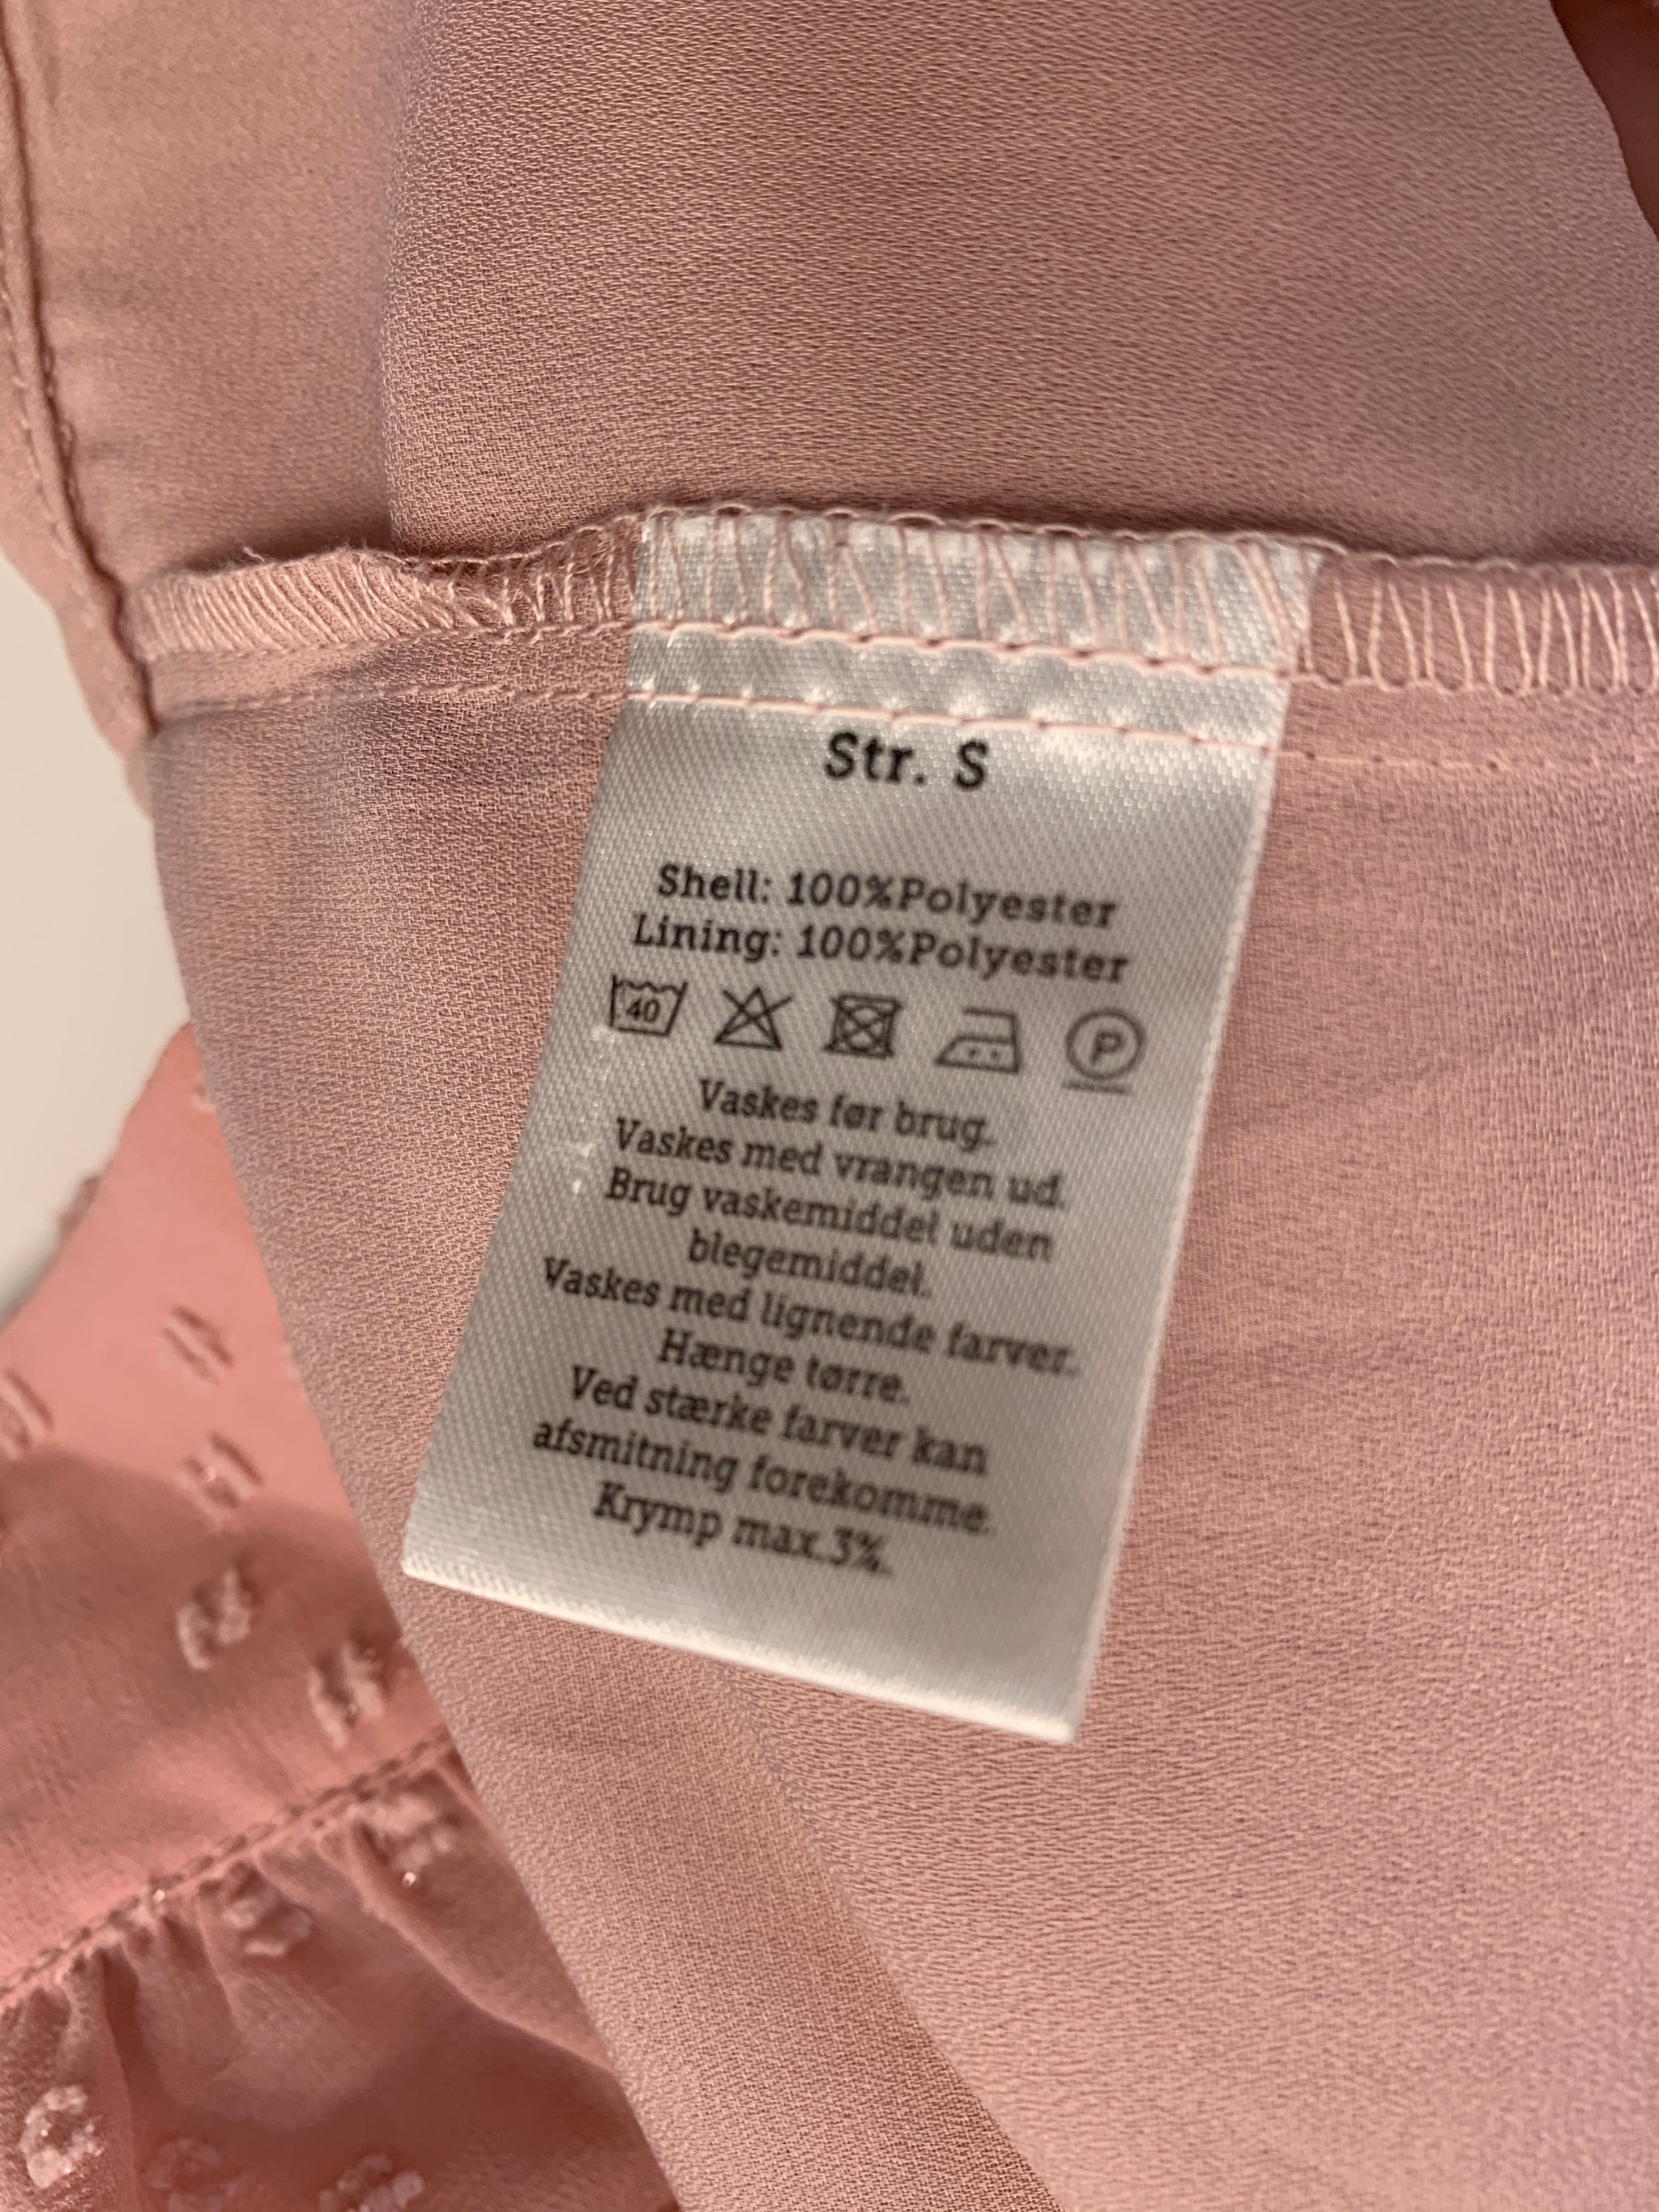 Str. S
Shell: 100%Polyester
Lining: 100%Polyester
40 P
Vaskes før brug.
Vaskes med vrangen ud.
Brug vaskemiddel uden
blegemiddel.
Vaskes med lignende farver.
Hænge tørre.
Ved stærke farver kan
afsmitning forekomme.
Krymp max.3%.